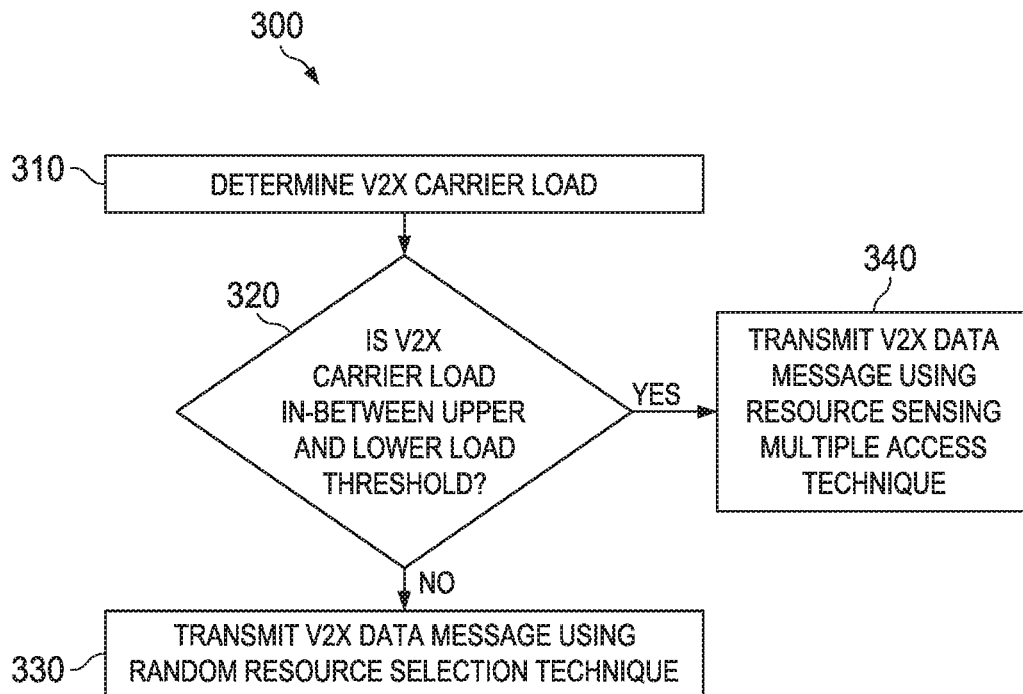 300
310
DETERMINE V2X CARRIER LOAD
320
IS V2X
CARRIER LOAD
IN-BETWEEN UPPER
AND LOWER LOAD
THRESHOLD?
YES
340
TRANSMIT V2X DATA
MESSAGE USING
RESOURCE SENSING
MULTIPLE ACCESS
TECHNIQUE
NO
330
TRANSMIT V2X DATA MESSAGE USING
RANDOM RESOURCE SELECTION TECHNIQUE